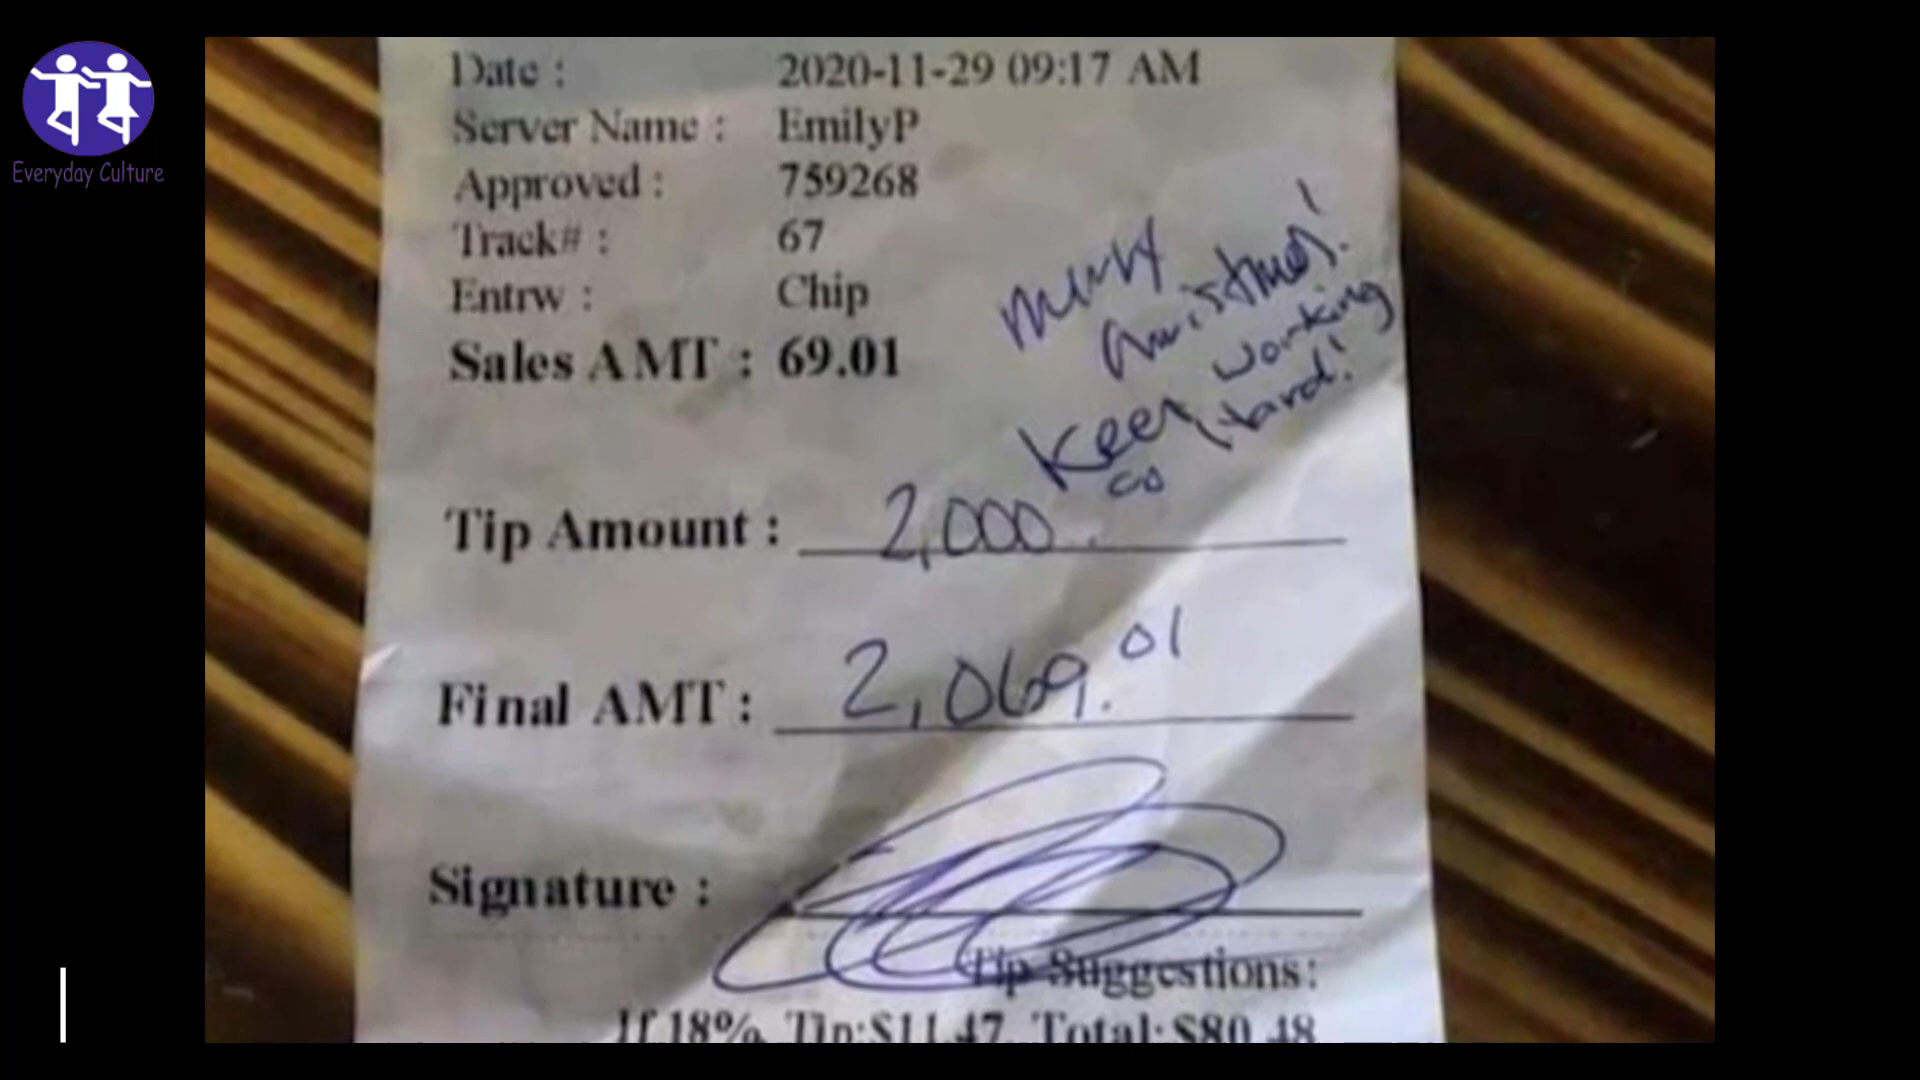 Everyday Culture
Date : 2020-11-29 09:17 AM
Server Name : EmilyP
Approved : 759268
Track# : 67
Entrw : Chip
Sales AMT : 69.01
Merry
Christmas!
Keep working
Hard!
Tip Amount : 2,000.00
Final AMT : 2,069.01
Signature :
Tip Suggestions:
If 18%, Tip:$11.47, Total:$80.48